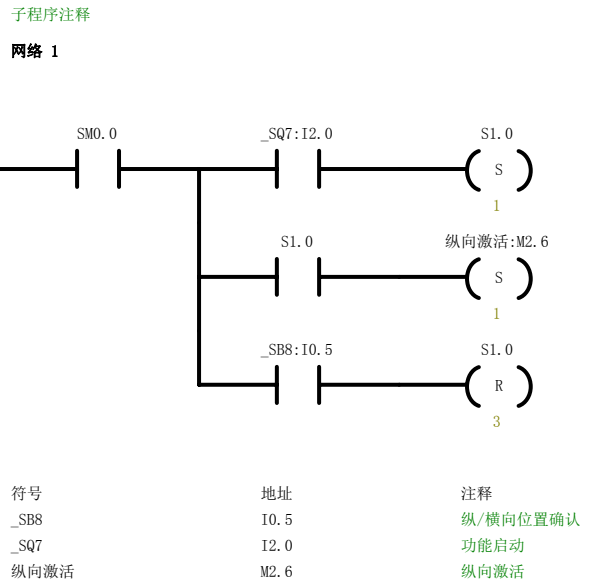 子程序注释
网络 1
SM0.0 _SQ7:I2.0 S1.0
S
1
S1.0 纵向激活:M2.6
S
1
_SB8:I0.5 S1.0
R
3
符号 地址 注释
_SB8 I0.5 纵/横向位置确认
_SQ7 I2.0 功能启动
纵向激活 M2.6 纵向激活